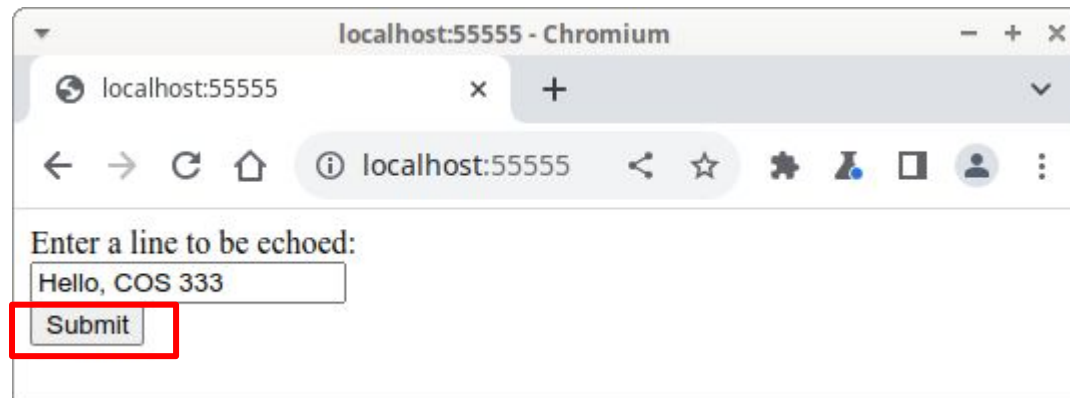 localhost:55555 - Chromium
localhost:55555
localhost:55555
Enter a line to be echoed:
Hello, COS 333
Submit